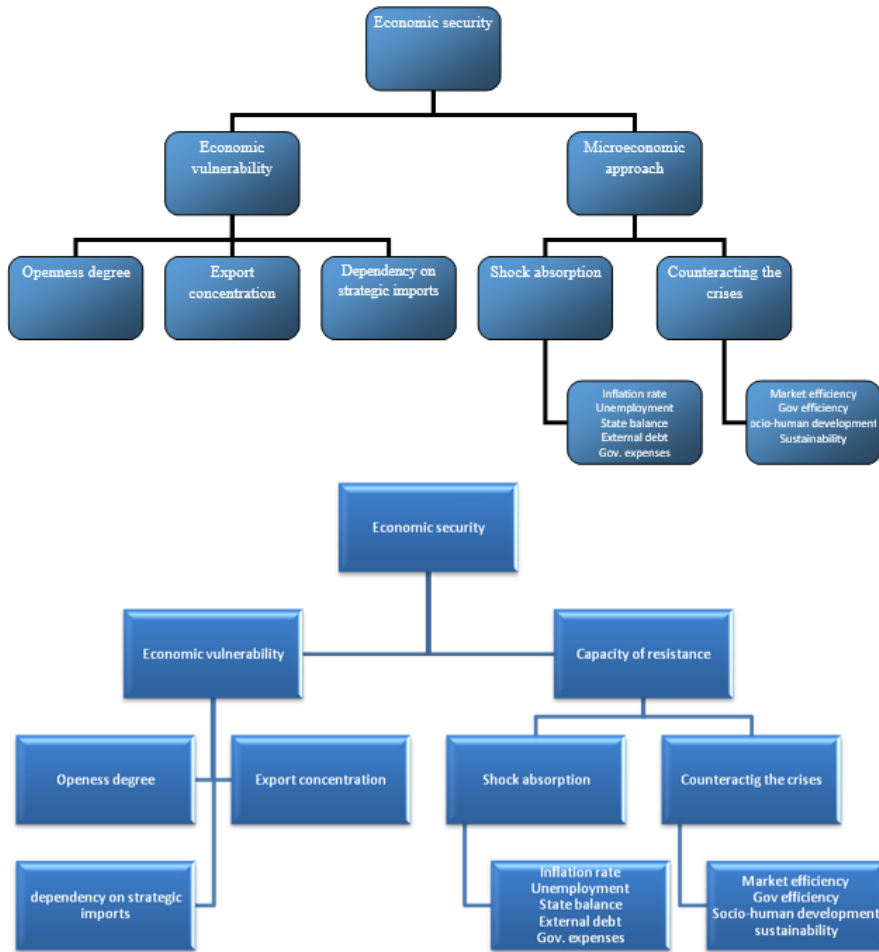 Economic security
Economic
vulnerability
Microeconomic
approach
Openness degree
Export
concentration
Dependency on
strategic imports
Shock absorption
Counteracting the
crises
Inflation rate
Unemployment
State balance
External debt
Gov. expenses
Market efficiency
Gov efficiency
ocio-human development
Sustainability
Economic security
Economic vulnerability
Capacity of resistance
Openess degree
Export concentration
Shock absorption
Counteractig the crises
dependency on strategic
imports
Inflation rate
Unemployment
State balance
External debt
Gov. expenses
Market efficiency
Gov efficiency
Socio-human development
sustainability